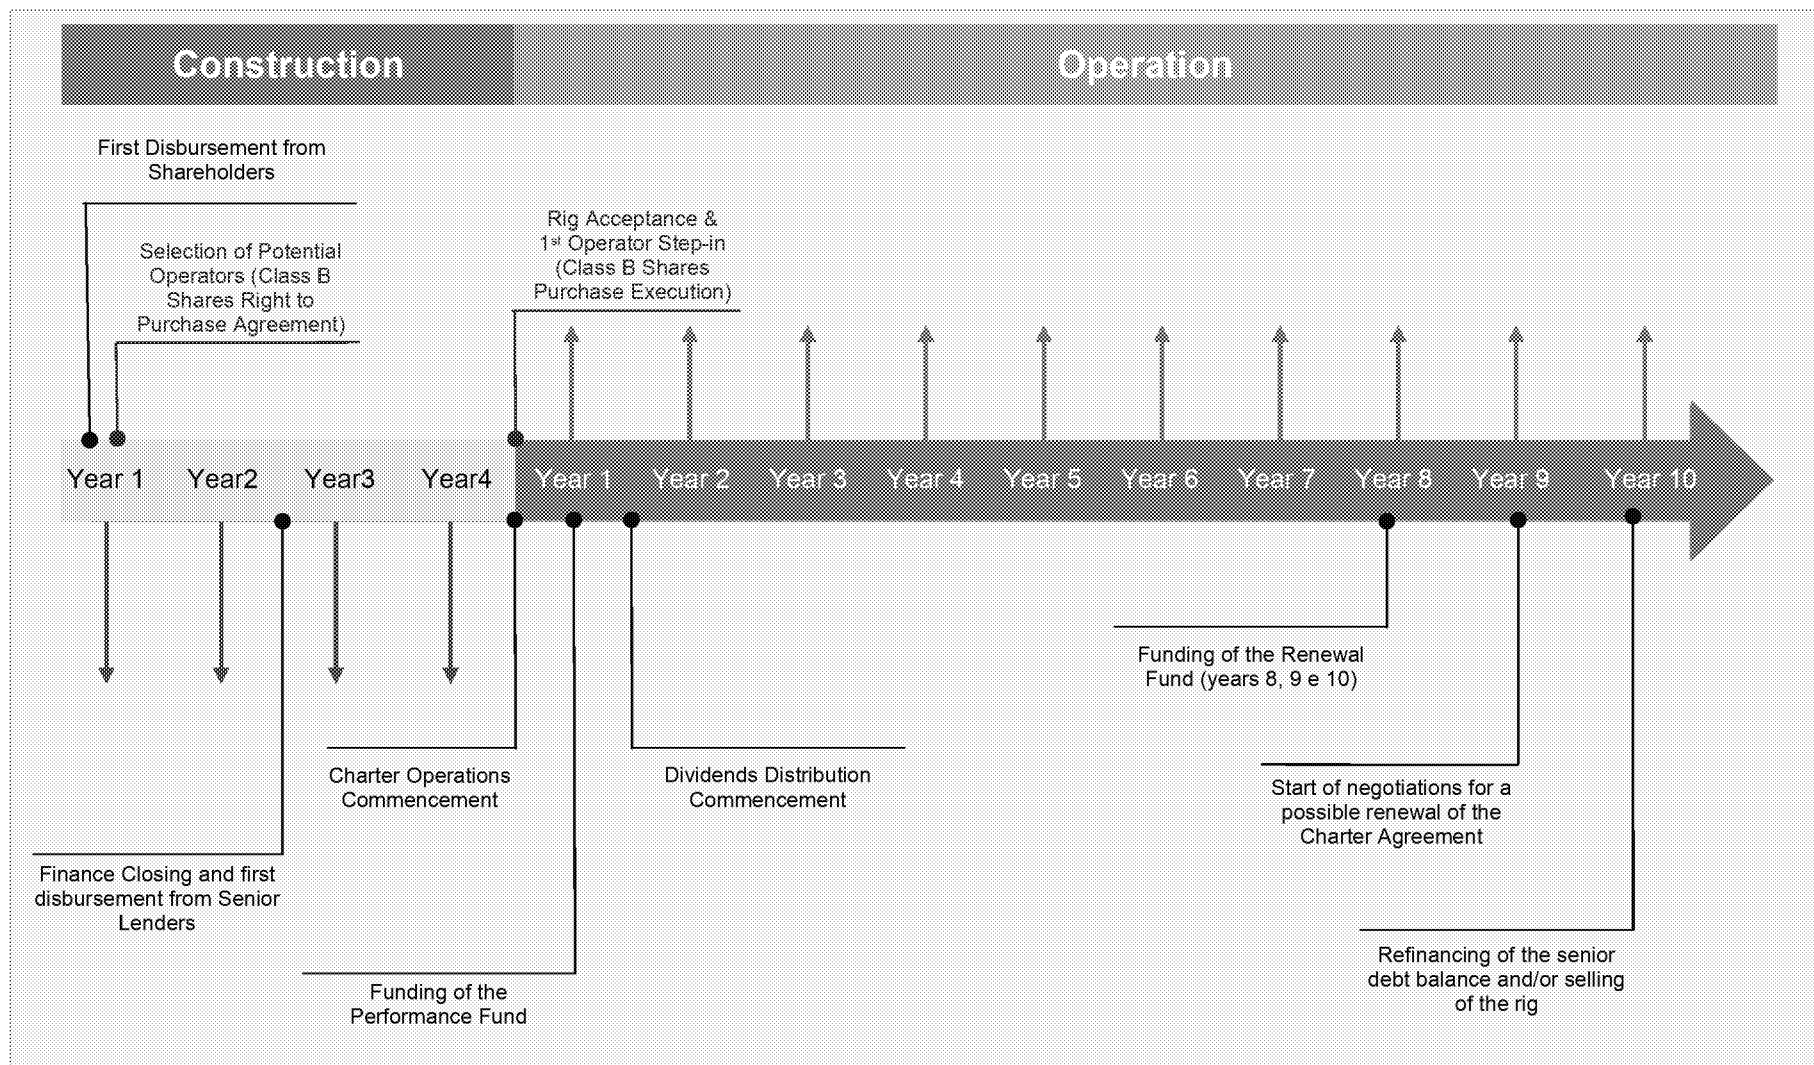 Construction
Operation
First Disbursement from
Shareholders
Selection of Potential
Operators (Class B
Shares Right to
Purchase Agreement)
Rig Acceptance &
1st Operator Step-in
(Class B Shares
Purchase Execution)
Year 1 Year2 Year3 Year4 Year 1 Year 2 Year 3 Year 4 Year 5 Year 6 Year 7 Year 8 Year 9 Year 10
Funding of the Renewal
Fund (years 8, 9 e 10)
Charter Operations
Commencement
Dividends Distribution
Commencement
Start of negotiations for a
possible renewal of the
Charter Agreement
Finance Closing and first
disbursement from Senior
Lenders
Funding of the
Performance Fund
Refinancing of the senior
debt balance and/or selling
of the rig